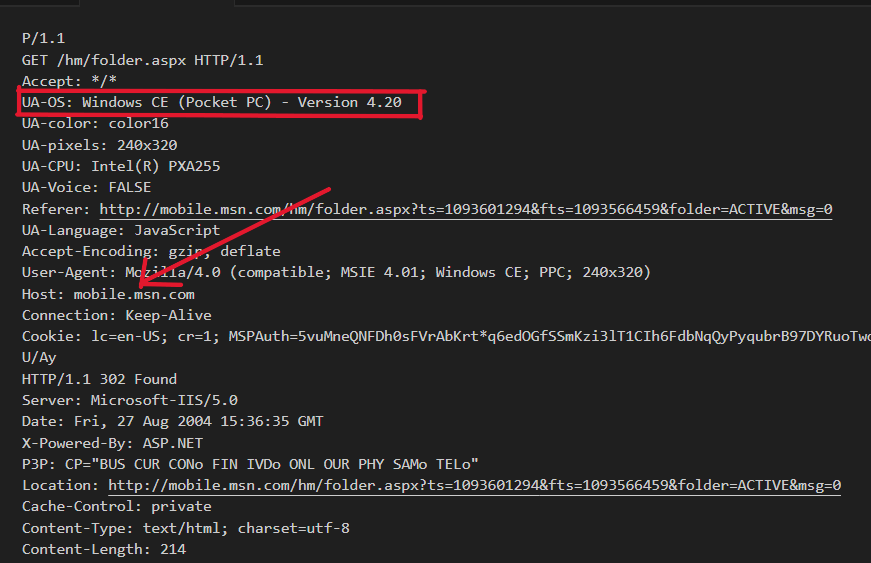 P/1.1
GET /hm/folder.aspx HTTP/1.1
Accept: */*
UA-OS: Windows CE (Pocket PC) - Version 4.20
UA-color: color16
UA-pixels: 240x320
UA-CPU: Intel(R) PXA255
UA-Voice: FALSE
Referer: http://mobile.msn.com/hm/folder.aspx?ts=1093601294&fts=1093566459&folder=ACTIVE&msg=0
UA-Language: JavaScript
Accept-Encoding: gzip, deflate
User-Agent: Mozilla/4.0 (compatible; MSIE 4.01; Windows CE; PPC; 240x320)
Host: mobile.msn.com
Connection: Keep-Alive
Cookie: lc=en-US; cr=1; MSPAuth=5vuMneQNFDh0sFVrAbKrt*q6edOGfSSmKzi3lT1CIh6FdbNqQyPyqubrB97DYRuoTwo
U/Ay
HTTP/1.1 302 Found
Server: Microsoft-IIS/5.0
Date: Fri, 27 Aug 2004 15:36:35 GMT
X-Powered-By: ASP.NET
P3P: CP="BUS CUR CONo FIN IVDo ONL OUR PHY SAMo TELo"
Location: http://mobile.msn.com/hm/folder.aspx?ts=1093601294&fts=1093566459&folder=ACTIVE&msg=0
Cache-Control: private
Content-Type: text/html; charset=utf-8
Content-Length: 214